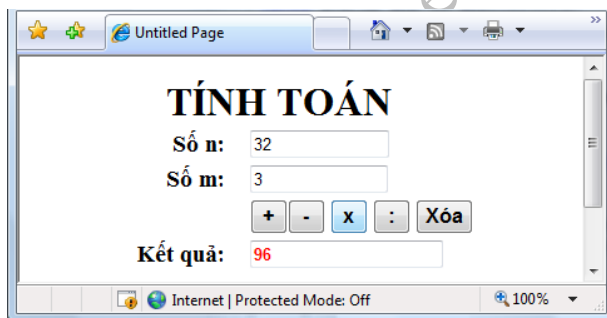 Untitled Page
»
TÍNH TOÁN
Số n: 32
Số m: 3
+ - x : Xóa
Kết quả: 96
Internet | Protected Mode: Off 100%